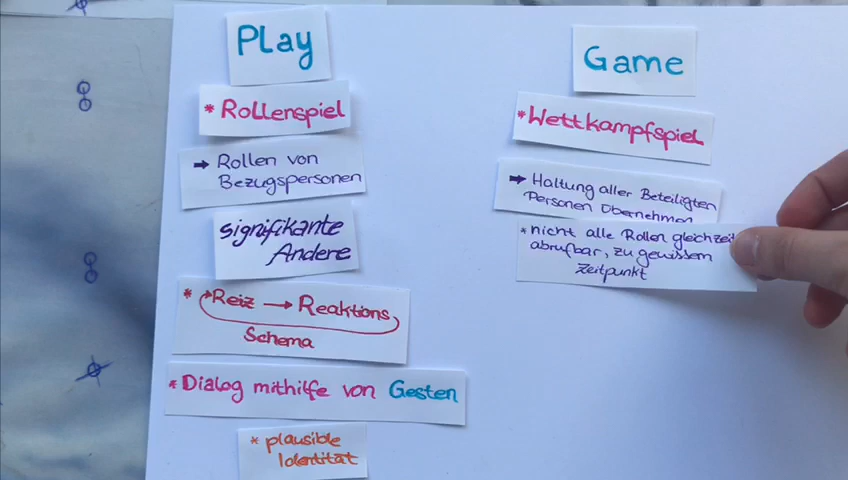 Play
* Rollenspiel
➡ Rollen von
Bezugspersonen
signifikante
Andere
* Reiz → Reaktions
Schema
* Dialog mithilfe von Gesten
* plausible
Identität
Game
* Wettkampfspiel
➡ Haltung aller Beteiligten
Personen übernehmen
* nicht alle Rollen gleichzeit
abrufbar, zu gewissem
Zeitpunkt